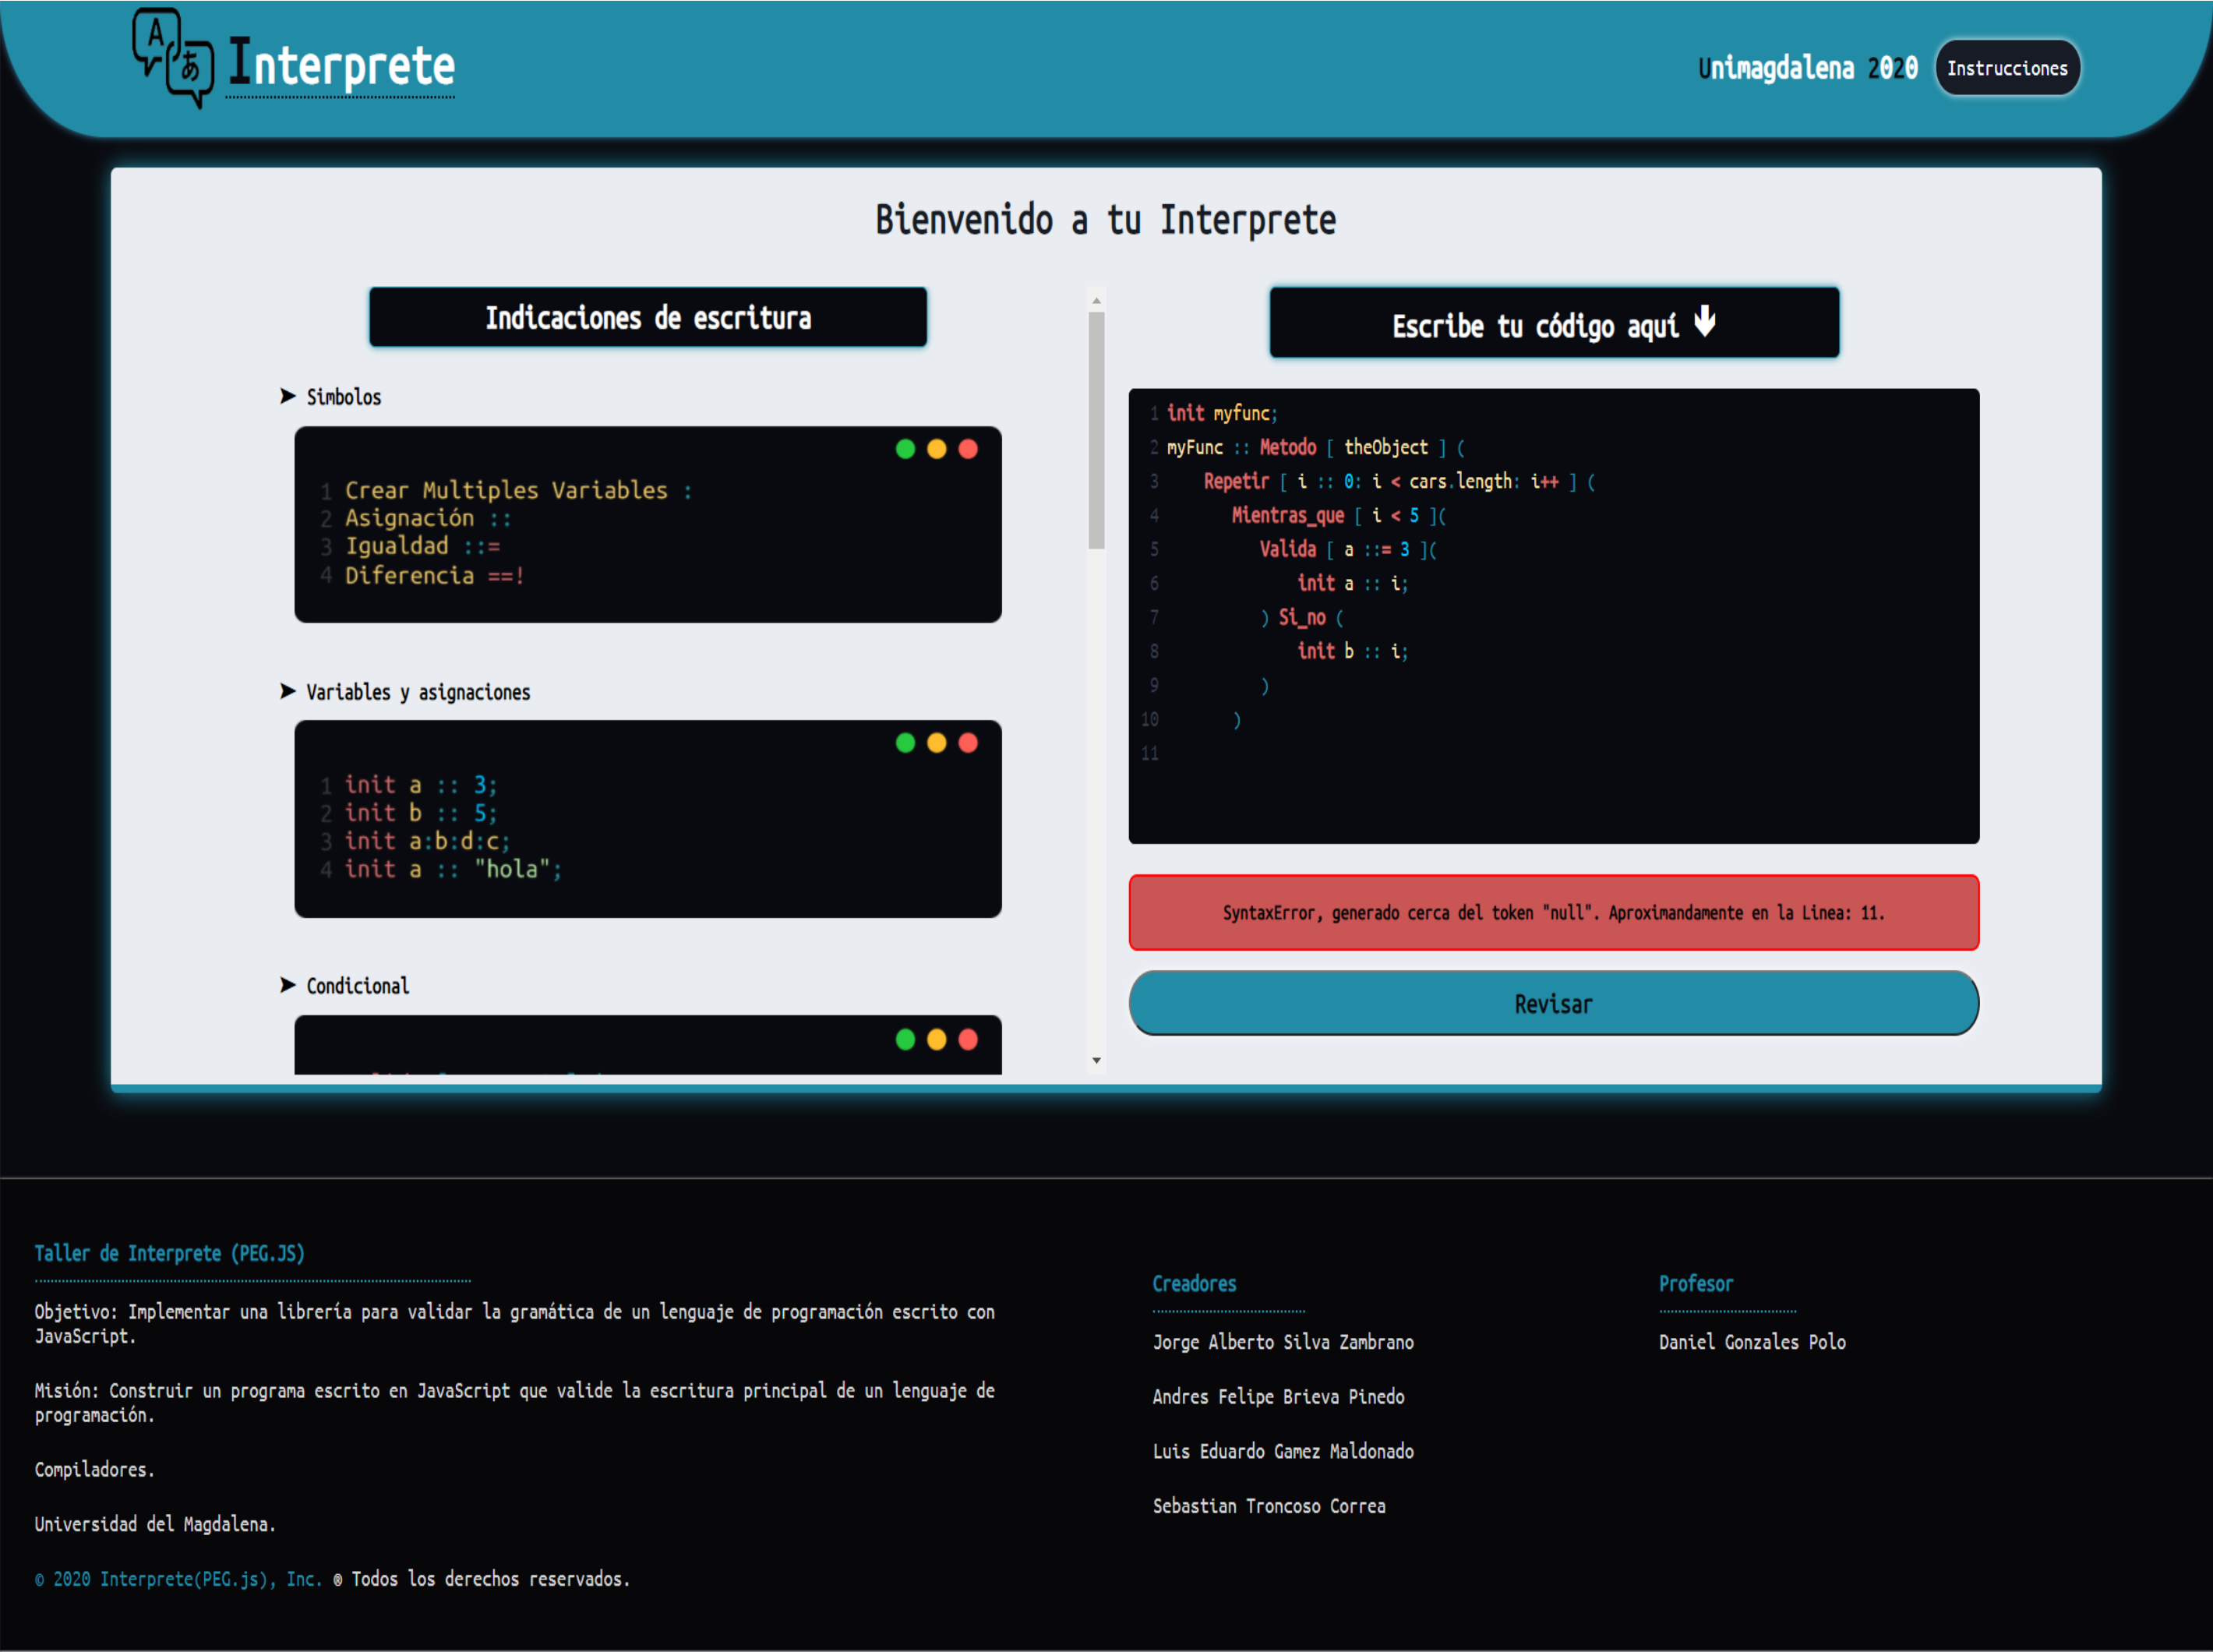 A
あ
Interprete
Unimagdalena 2020
Instrucciones
Bienvenido a tu Interprete
Indicaciones de escritura
➤ Simbolos
1 Crear Multiples Variables :
2 Asignación ::
3 Igualdad ::=
4 Diferencia ==!
➤ Variables y asignaciones
1 init a :: 3;
2 init b :: 5;
3 init a:b:d:c;
4 init a :: "hola";
➤ Condicional
Escribe tu código aquí 🡇
1 init myfunc;
2 myFunc :: Metodo [ theObject ] (
3 Repetir [ i :: 0: i < cars.length: i++ ] (
4 Mientras_que [ i < 5 ](
5 Valida [ a ::= 3 ](
6 init a :: i;
7 ) Si_no (
8 init b :: i;
9 )
10 )
11
SyntaxError, generado cerca del token "null". Aproximandamente en la Linea: 11.
Revisar
Taller de Interprete (PEG.JS)
Objetivo: Implementar una librería para validar la gramática de un lenguaje de programación escrito con
JavaScript.
Misión: Construir un programa escrito en JavaScript que valide la escritura principal de un lenguaje de
programación.
Compiladores.
Universidad del Magdalena.
© 2020 Interprete(PEG.js), Inc. ® Todos los derechos reservados.
Creadores
Jorge Alberto Silva Zambrano
Andres Felipe Brieva Pinedo
Luis Eduardo Gamez Maldonado
Sebastian Troncoso Correa
Profesor
Daniel Gonzales Polo